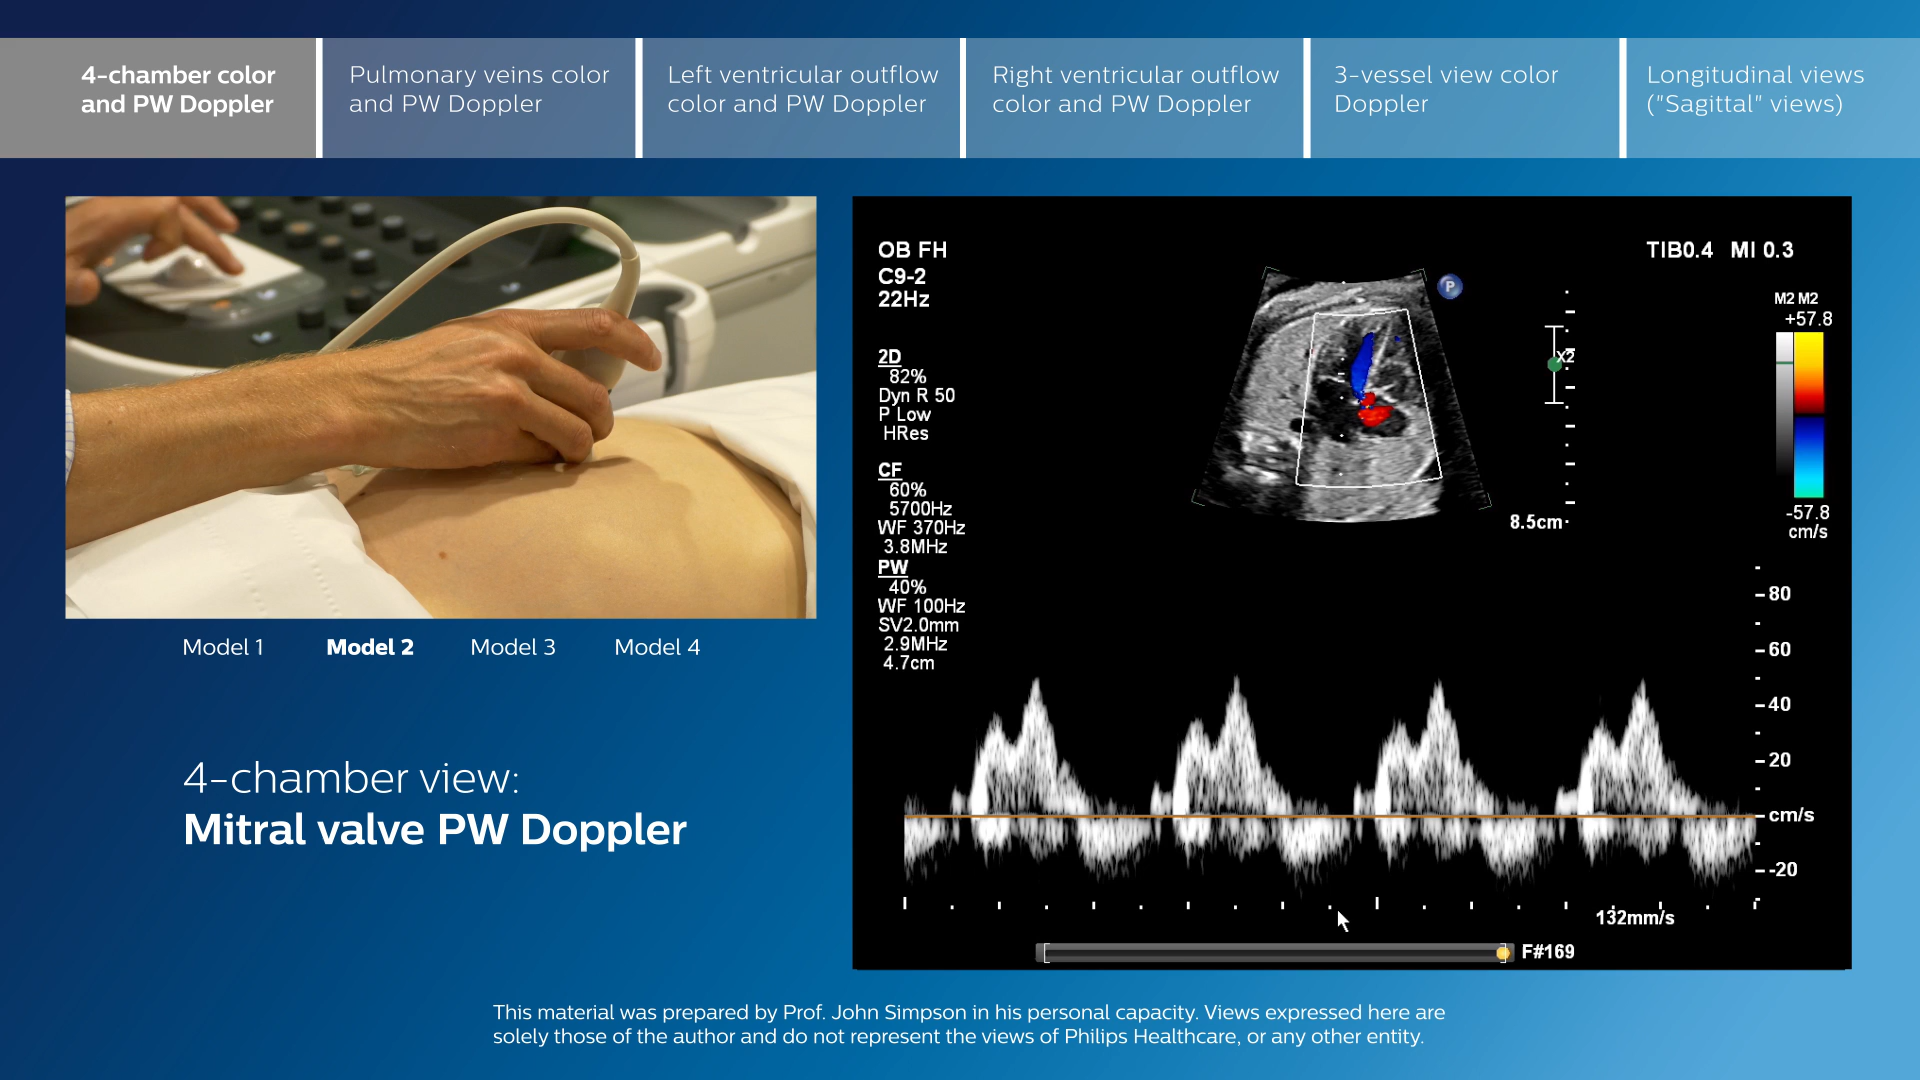 4-chamber color
and PW Doppler
Pulmonary veins color
and PW Doppler
Left ventricular outflow
color and PW Doppler
Right ventricular outflow
color and PW Doppler
3-vessel view color
Doppler
Longitudinal views
("Sagittal" views)
Model 1
Model 2
Model 3
Model 4
4-chamber view:
Mitral valve PW Doppler
OB FH
C9-2
22Hz
2D
82%
Dyn R 50
P Low
HRes
CF
60%
5700Hz
WF 370Hz
3.8MHz
PW
40%
WF 100Hz
SV2.0mm
2.9MHz
4.7cm
TIB0.4 MI 0.3
P
M2 M2
+57.8
X2
8.5cm
-57.8
cm/s
80
60
40
20
cm/s
-20
132mm/s
F#169
This material was prepared by Prof. John Simpson in his personal capacity. Views expressed here are
solely those of the author and do not represent the views of Philips Healthcare, or any other entity.